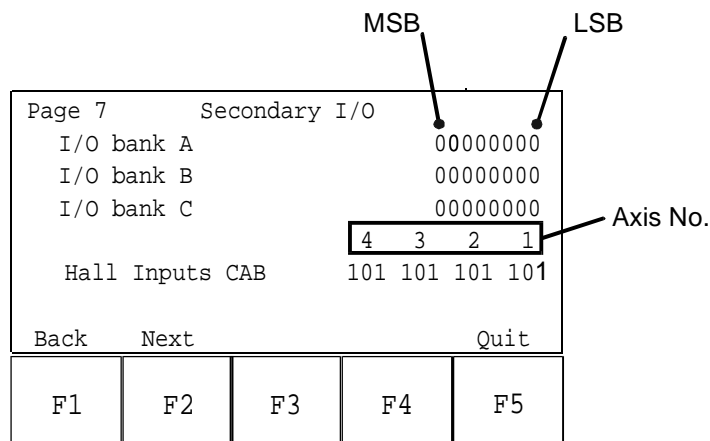 MSB LSB
Page 7 Secondary I/O
I/O bank A 00000000
I/O bank B 00000000
I/O bank C 00000000
4 3 2 1 Axis No.
Hall Inputs CAB 101 101 101 101
Back Next Quit
F1 F2 F3 F4 F5